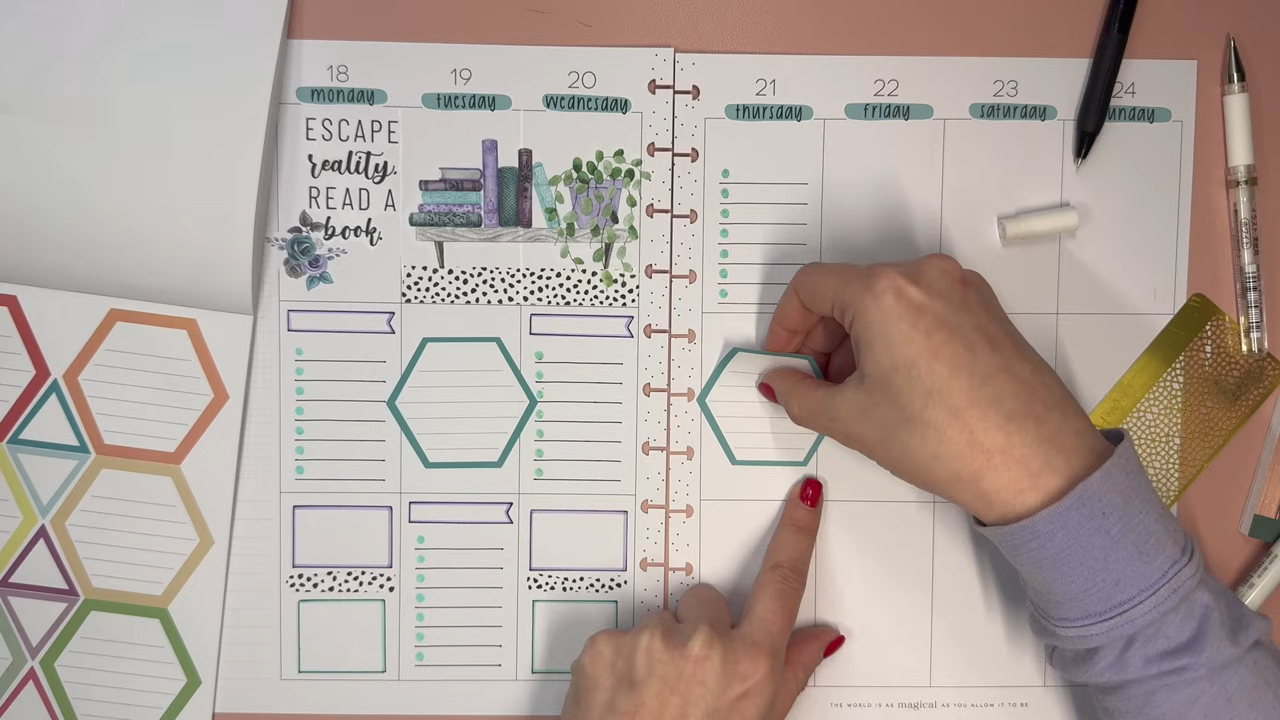 18
monday
19
tuesday
20
wednesday
21
thursday
22
friday
23
saturday
24
unday
ESCAPE
reality.
READ A
book.
THE WORLD IS AS magical AS YOU ALLOW IT TO BE